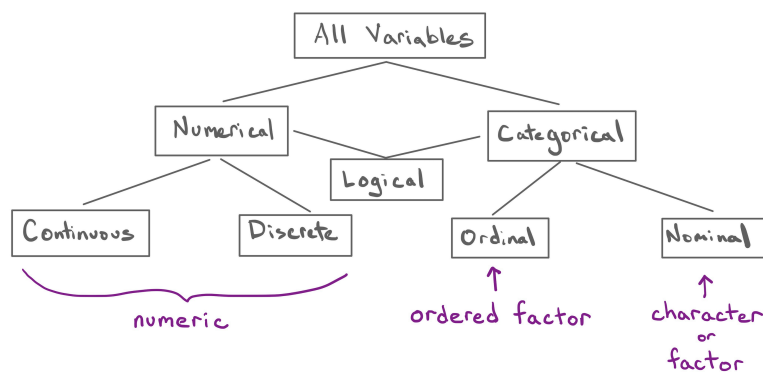 All Variables
Numerical
Categorical
Logical
Continuous
Discrete
Ordinal
Nominal
numeric
ordered factor
character
or
factor